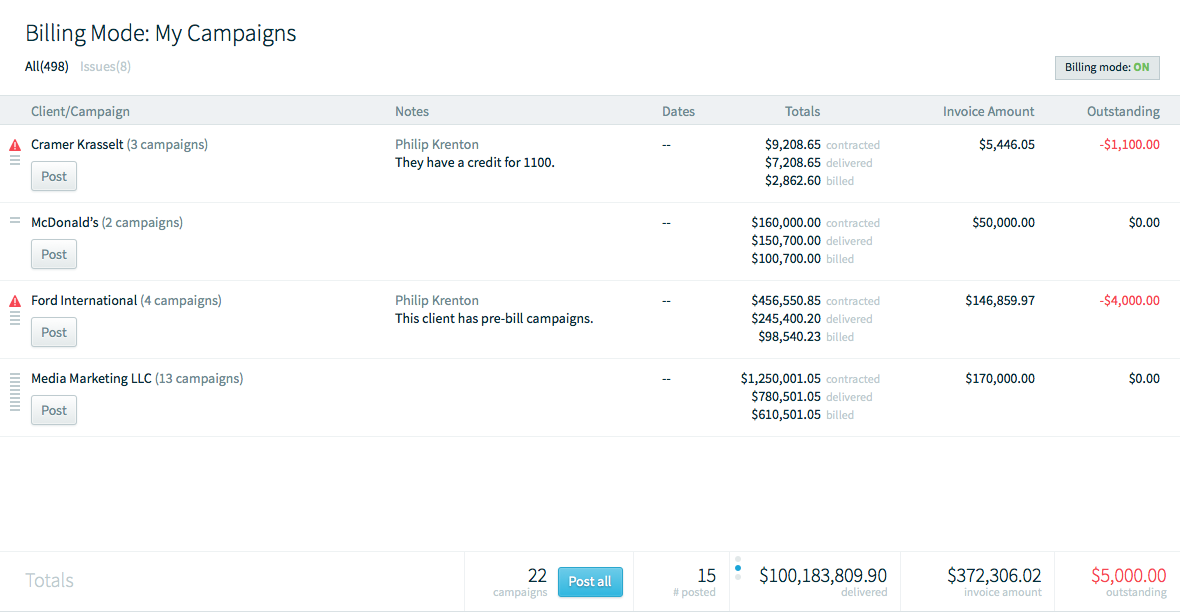 Billing Mode: My Campaigns
All(498) Issues(8)
Billing mode: ON
Client/Campaign Notes Dates Totals Invoice Amount Outstanding
Cramer Krasselt (3 campaigns) Philip Krenton -- $9,208.65 contracted $5,446.05 -$1,100.00
They have a credit for 1100. $7,208.65 delivered
Post $2,862.60 billed
McDonald's (2 campaigns) -- $160,000.00 contracted $50,000.00 $0.00
$150,700.00 delivered
Post $100,700.00 billed
Ford International (4 campaigns) Philip Krenton -- $456,550.85 contracted $146,859.97 -$4,000.00
This client has pre-bill campaigns. $245,400.20 delivered
Post $98,540.23 billed
Media Marketing LLC (13 campaigns) -- $1,250,001.05 contracted $170,000.00 $0.00
$780,501.05 delivered
Post $610,501.05 billed
Totals 22 Post all 15 $100,183,809.90 $372,306.02 $5,000.00
campaigns # posted delivered invoice amount outstanding